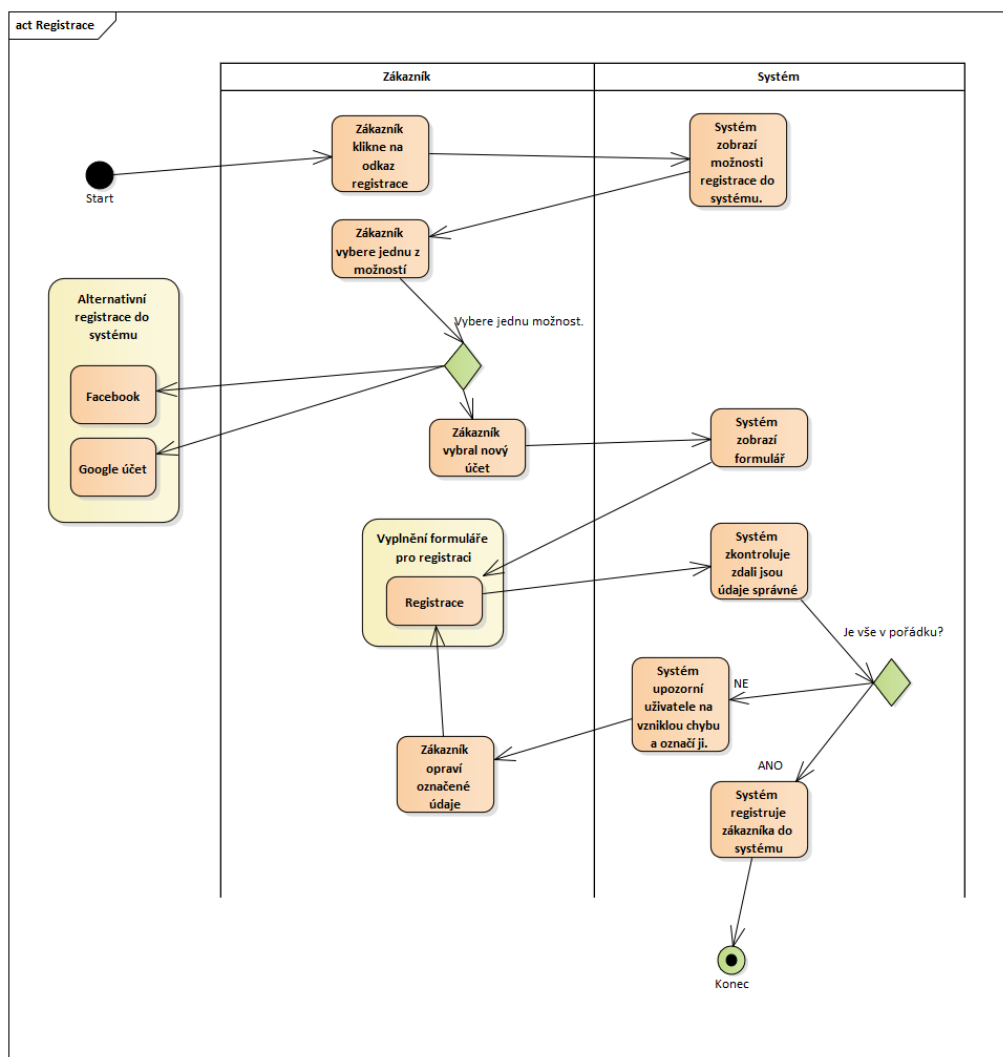 act Registrace
Zákazník
Systém
Zákazník
klikne na
odkaz
registrace
Systém
zobrazí
možnosti
registrace do
systému.
Start
Zákazník
vybere jednu z
možností
Alternativní
registrace do
systému
Vybere jednu možnost.
Facebook
Google účet
Zákazník
vybral nový
účet
Systém
zobrazí
formulář
Vyplnění formuláře
pro registraci
Registrace
Systém
zkontroluje
zdali jsou
údaje správné
Je vše v pořádku?
NE
Systém
upozorní
uživatele na
vzniklou chybu
a označí ji.
Zákazník
opraví
označené
údaje
ANO
Systém
registruje
zákazníka do
systému
Konec